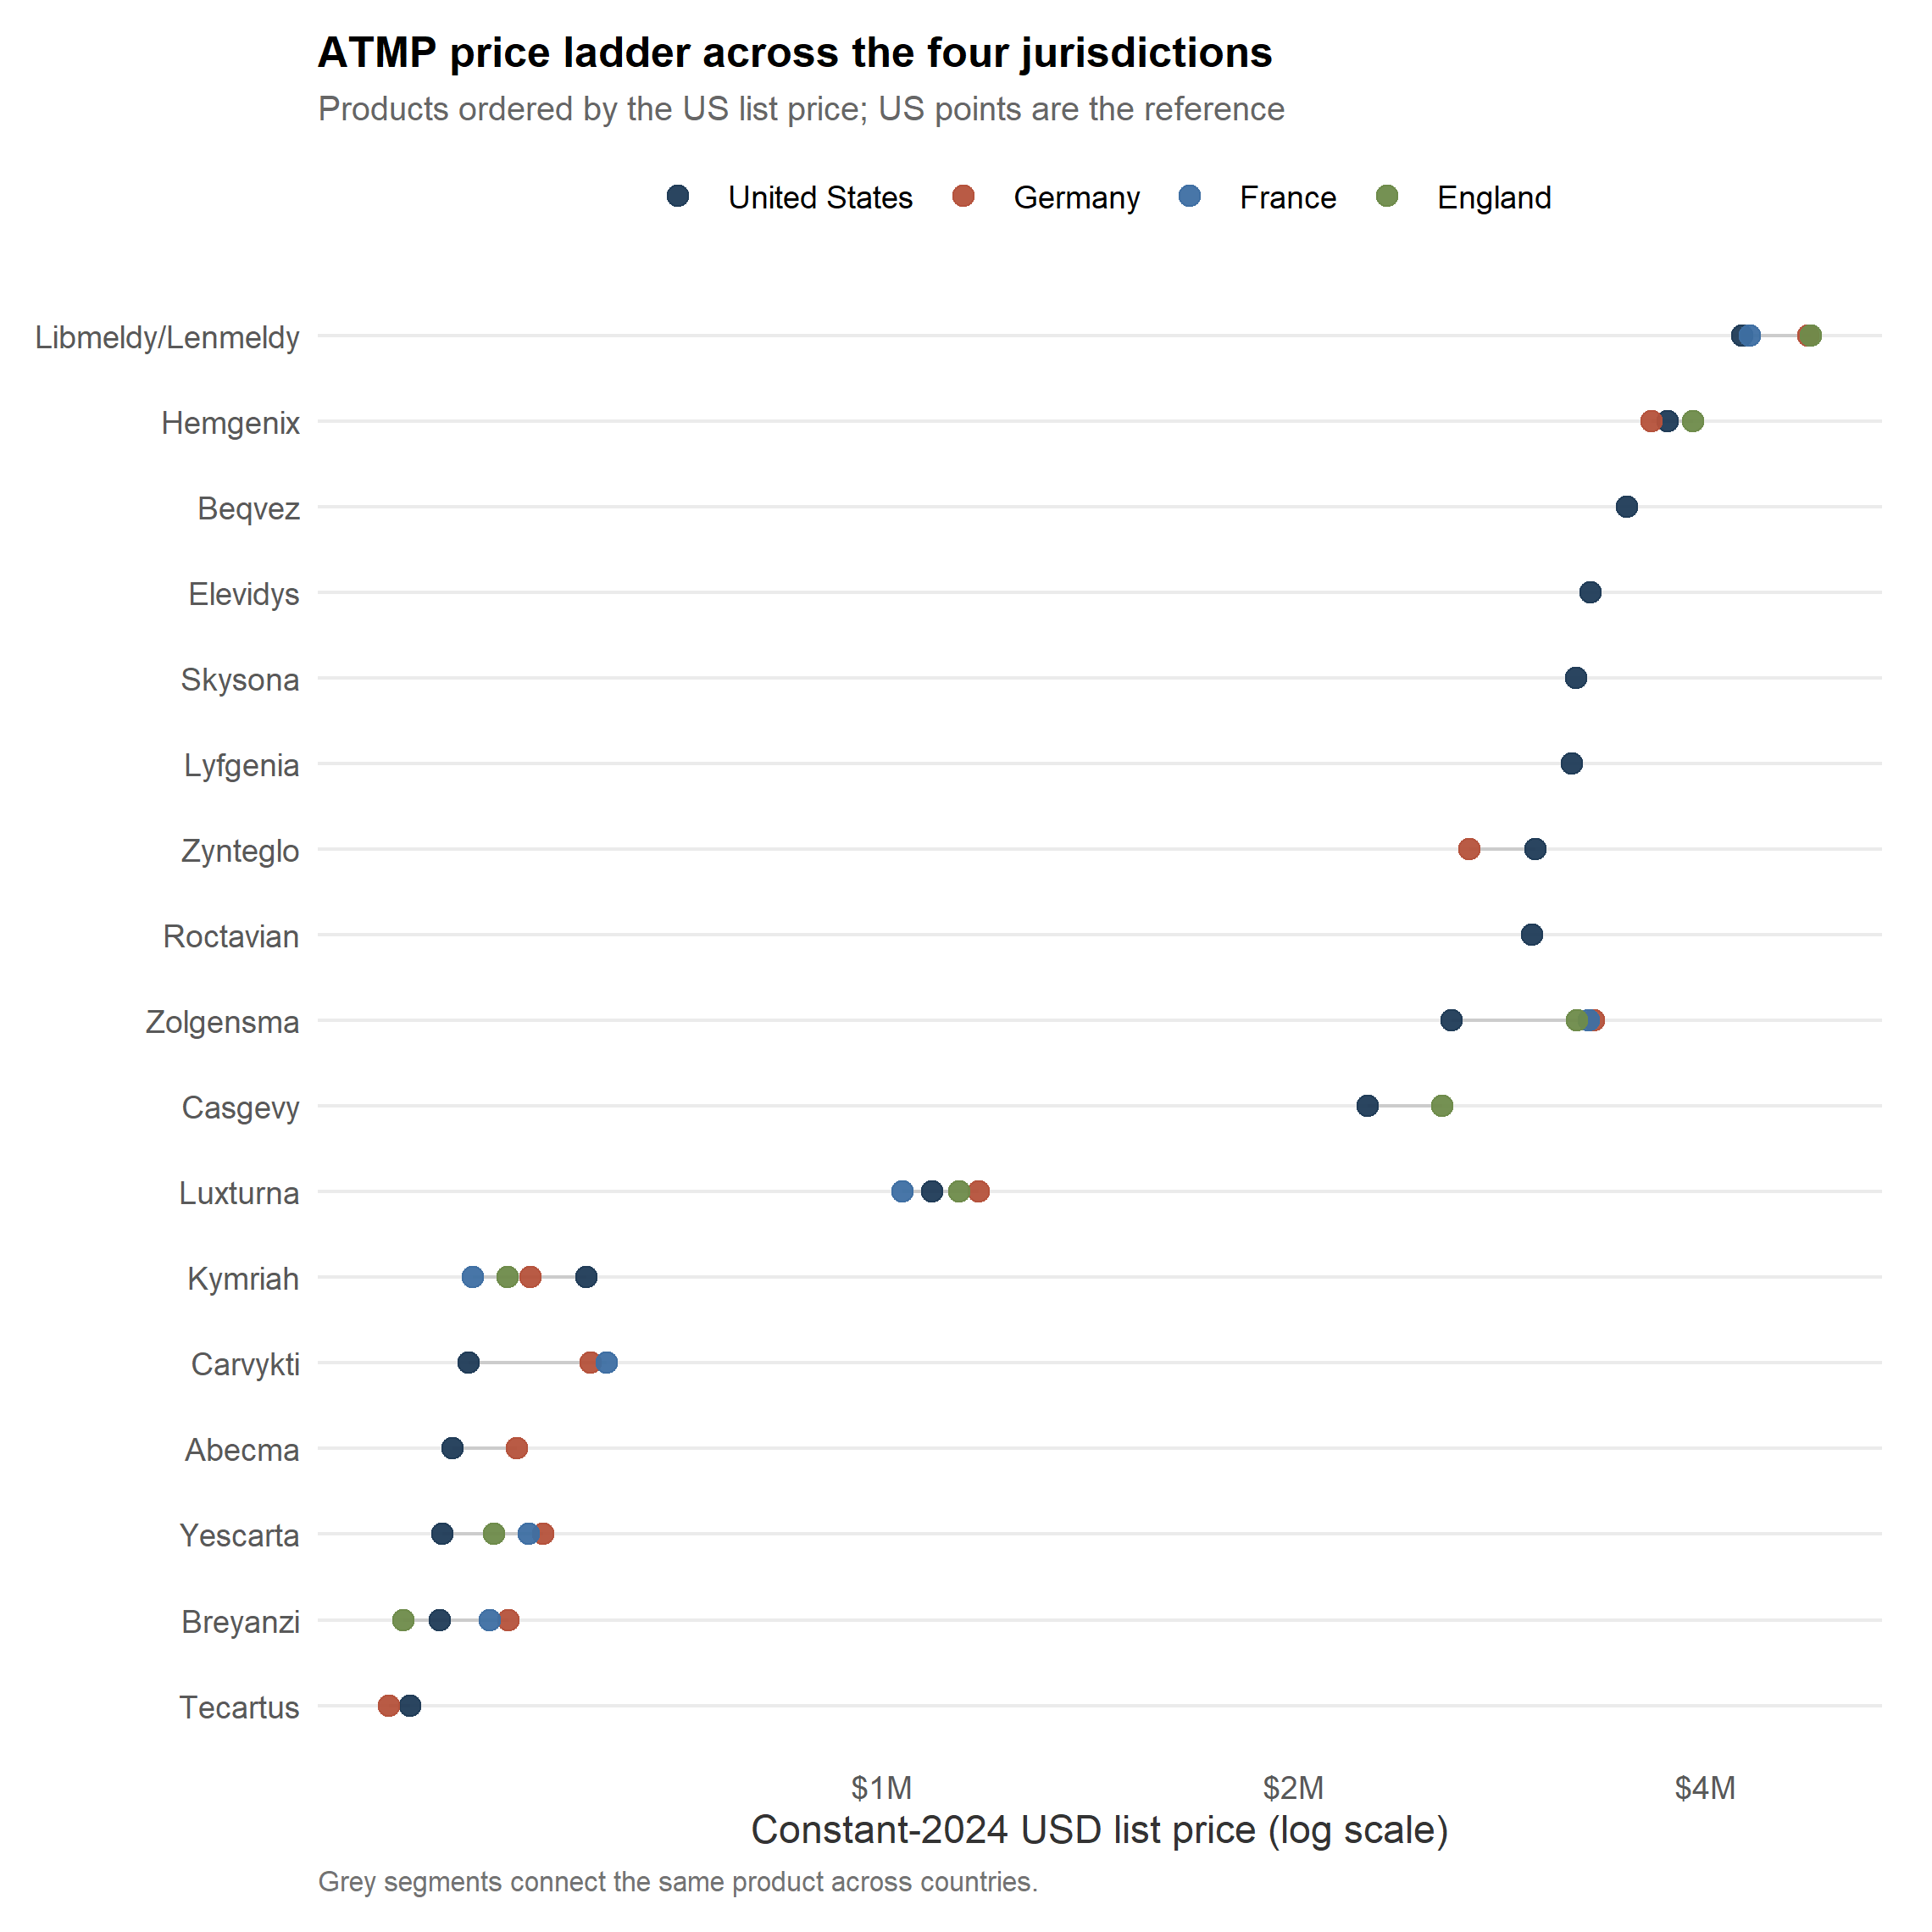 ATMP price ladder across the four jurisdictions
Products ordered by the US list price; US points are the reference
United States Germany France England
Libmeldy/Lenmeldy
Hemgenix
Beqvez
Elevidys
Skysona
Lyfgenia
Zynteglo
Roctavian
Zolgensma
Casgevy
Luxturna
Kymriah
Carvykti
Abecma
Yescarta
Breyanzi
Tecartus
$1M $2M $4M
Constant-2024 USD list price (log scale)
Grey segments connect the same product across countries.